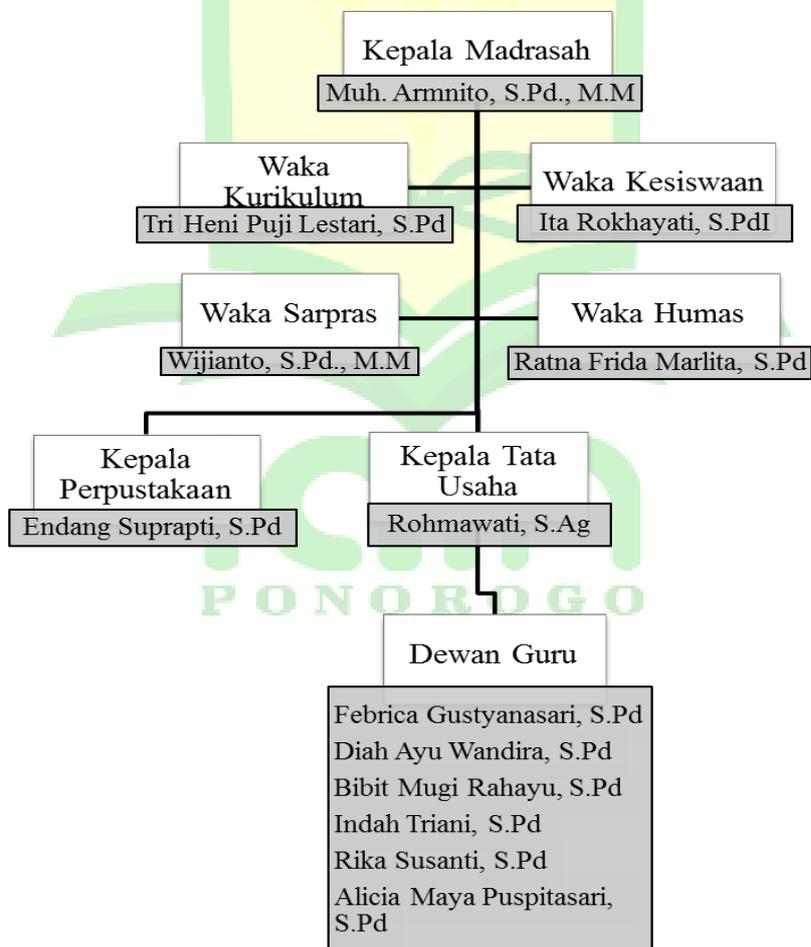 Kepala Madrasah
Muh. Armnito, S.Pd., M.M
Waka
Kurikulum
Tri Heni Puji Lestari, S.Pd
Waka Kesiswaan
Ita Rokhayati, S.PdI
Waka Sarpras
Wijianto, S.Pd., M.M
Waka Humas
Ratna Frida Marlita, S.Pd
Kepala
Perpustakaan
Endang Suprapti, S.Pd
Kepala Tata
Usaha
Rohmawati, S.Ag
PONOROGO
Dewan Guru
Febrica Gustyanasari, S.Pd
Diah Ayu Wandira, S.Pd
Bibit Mugi Rahayu, S.Pd
Indah Triani, S.Pd
Rika Susanti, S.Pd
Alicia Maya Puspitasari,
S.Pd